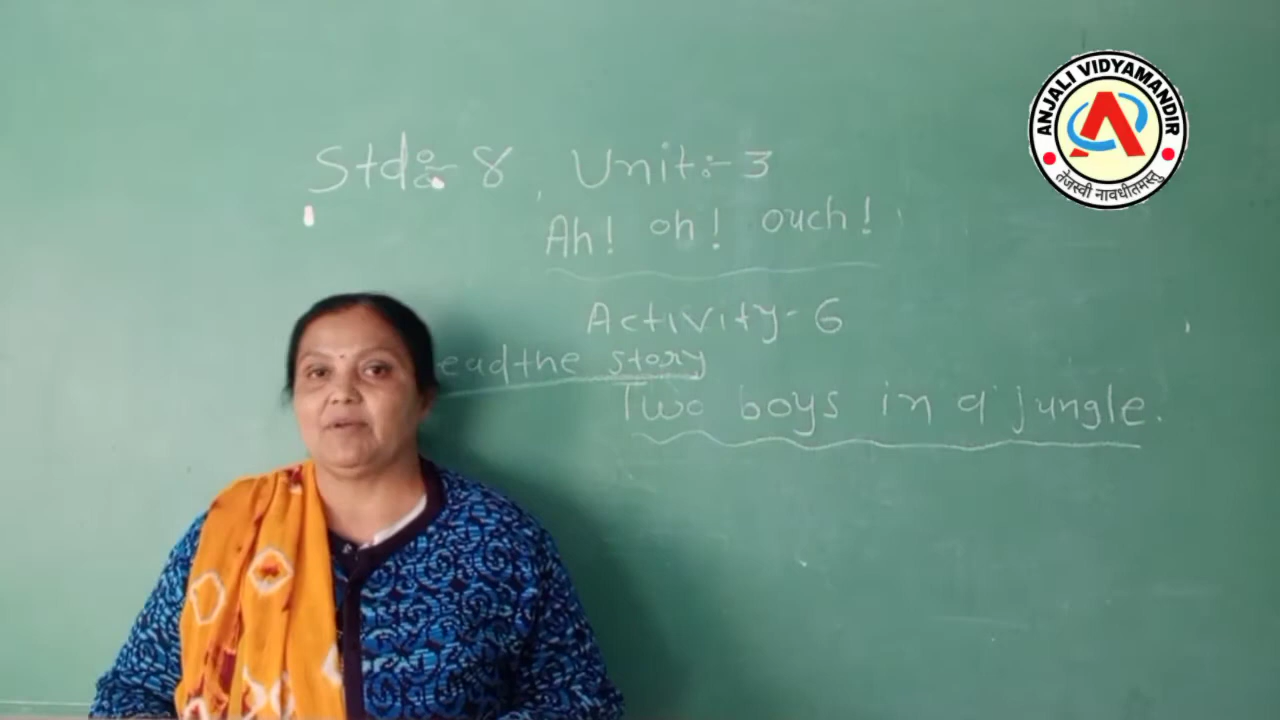 Std:- 8, Unit:- 3
Ah! oh! ouch!
Activity- 6
ead the story
Two boys in a jungle.
ANJALI VIDYAMANDIR
तेजस्वी नावधीतमस्तु